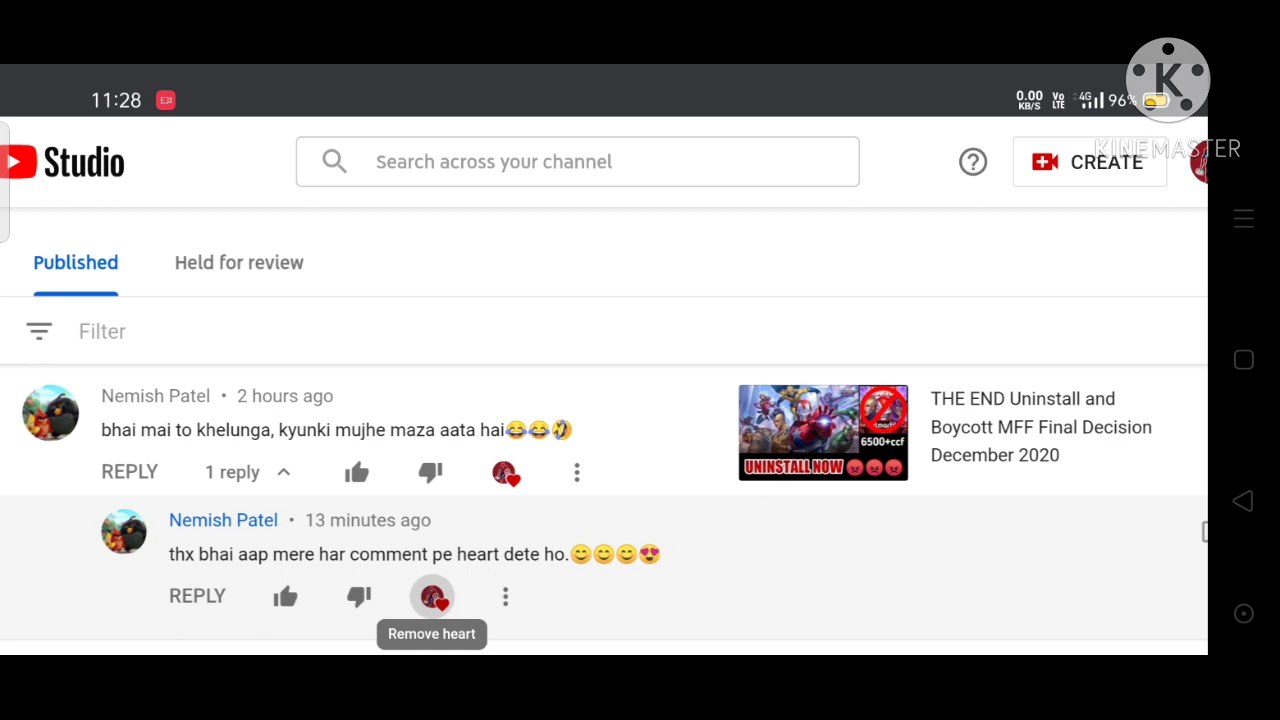 11:28
0.00 KB/S Vo LTE 4G 96%
K
KINEMASTER
Studio
Search across your channel
CREATE
Published Held for review
Filter
Nemish Patel • 2 hours ago
bhai mai to khelunga, kyunki mujhe maza aata hai😂😂🤣
REPLY 1 reply
UNINSTALL NOW 😡😡😡
6500+ccf
THE END Uninstall and
Boycott MFF Final Decision
December 2020
Nemish Patel • 13 minutes ago
thx bhai aap mere har comment pe heart dete ho.😊😊😊😍
REPLY
Remove heart